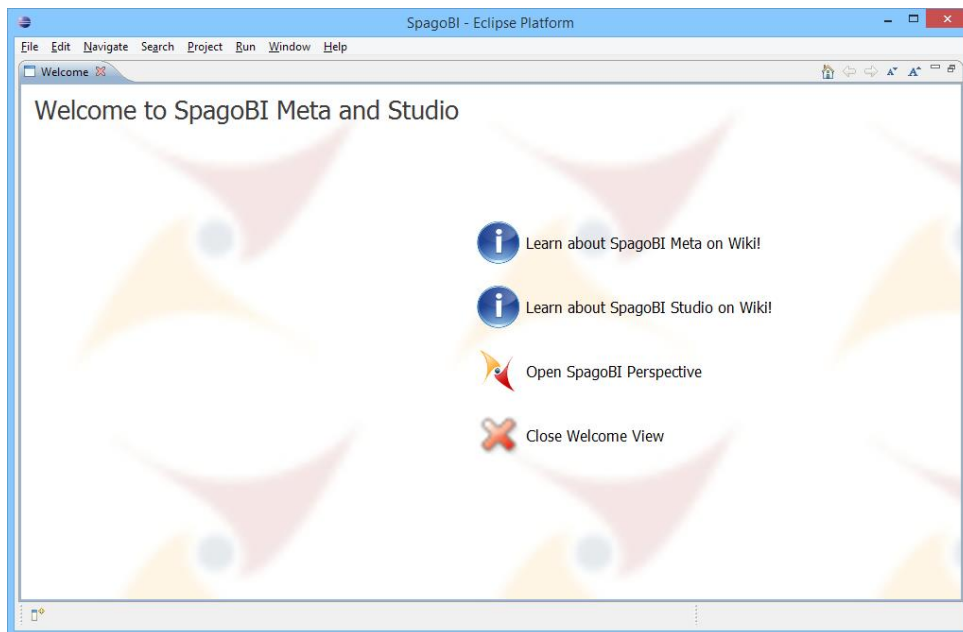 SpagoBI - Eclipse Platform
File Edit Navigate Search Project Run Window Help
Welcome
Welcome to SpagoBI Meta and Studio
Learn about SpagoBI Meta on Wiki!
Learn about SpagoBI Studio on Wiki!
Open SpagoBI Perspective
Close Welcome View